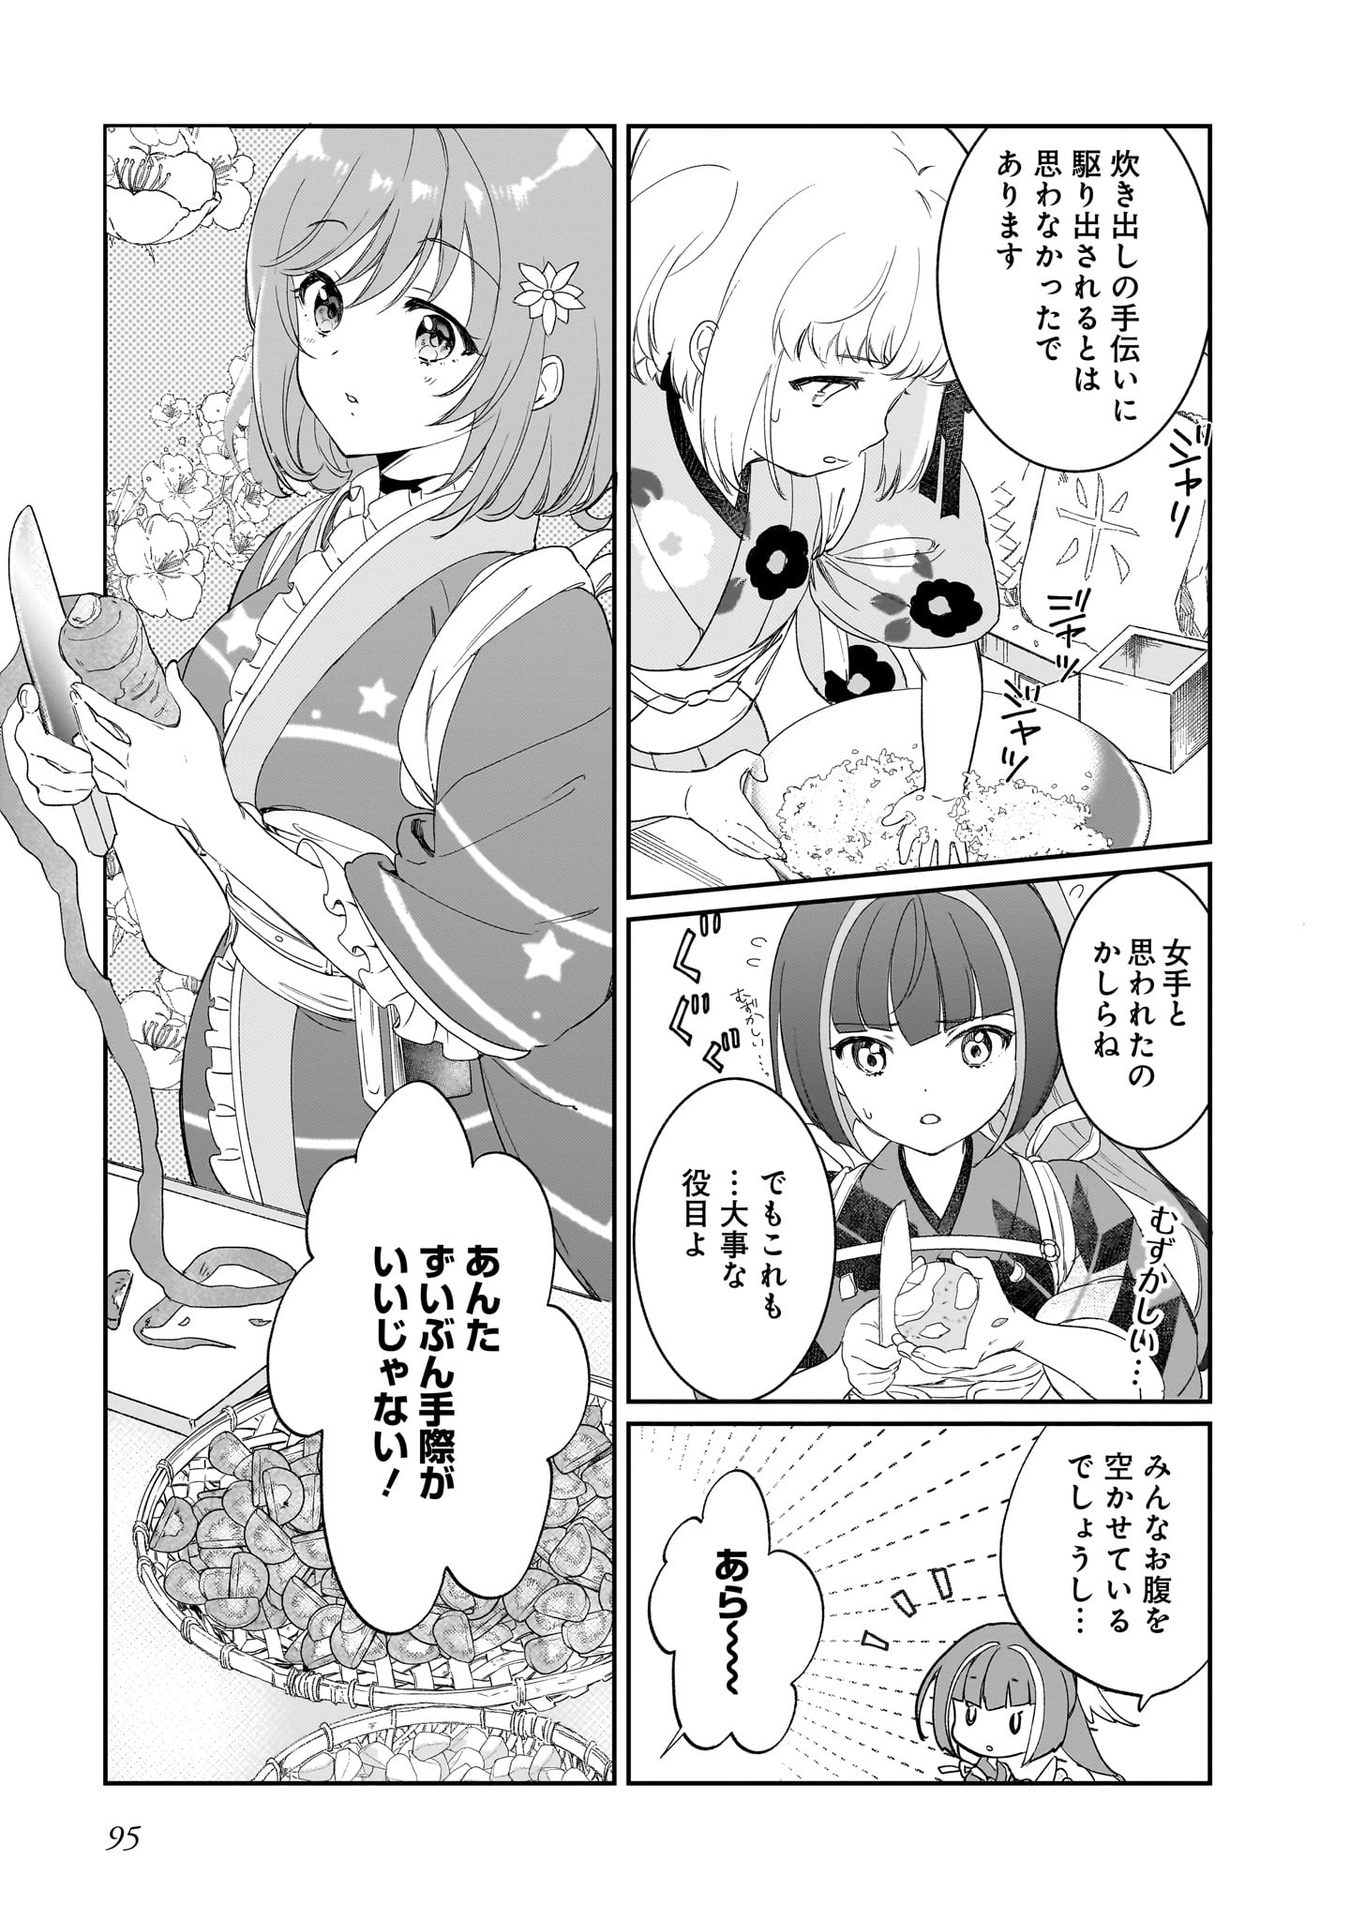 炊き出しの手伝いに
駆り出されるとは
思わなかったで
あります
ジャリ
ジャッ
ジャッ
米
女手と
思われたの
かしらね
ぐぐぐ
むずかしい…
でもこれも
…大事な
役目よ
むずかしい…
みんなお腹を
空かせている
でしょうし…
あら〜〜〜
あんた
ずいぶん手際が
いいじゃない！
95